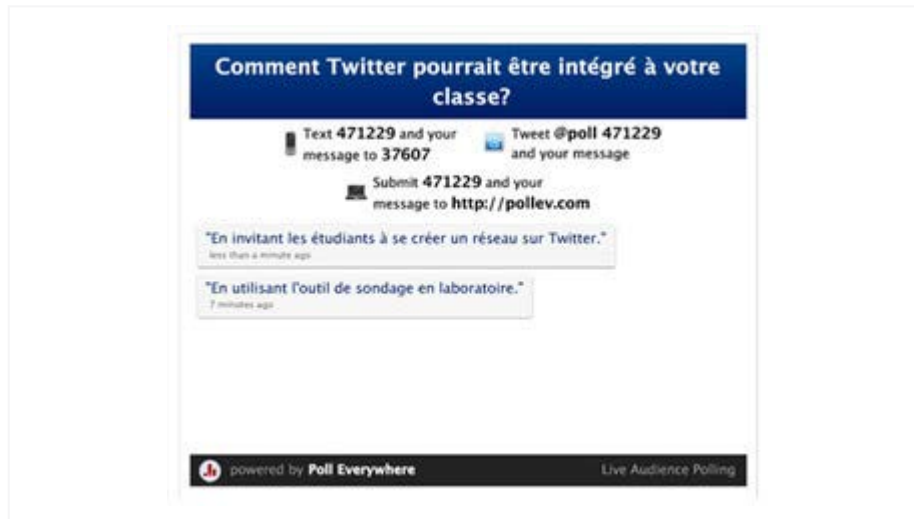 Comment Twitter pourrait être intégré à votre
classe?
Text 471229 and your
message to 37607
Tweet @poll 471229
and your message
Submit 471229 and your
message to http://pollev.com
"En invitant les étudiants à se créer un réseau sur Twitter."
less than a minute ago
"En utilisant l'outil de sondage en laboratoire."
7 minutes ago
powered by Poll Everywhere
Live Audience Polling